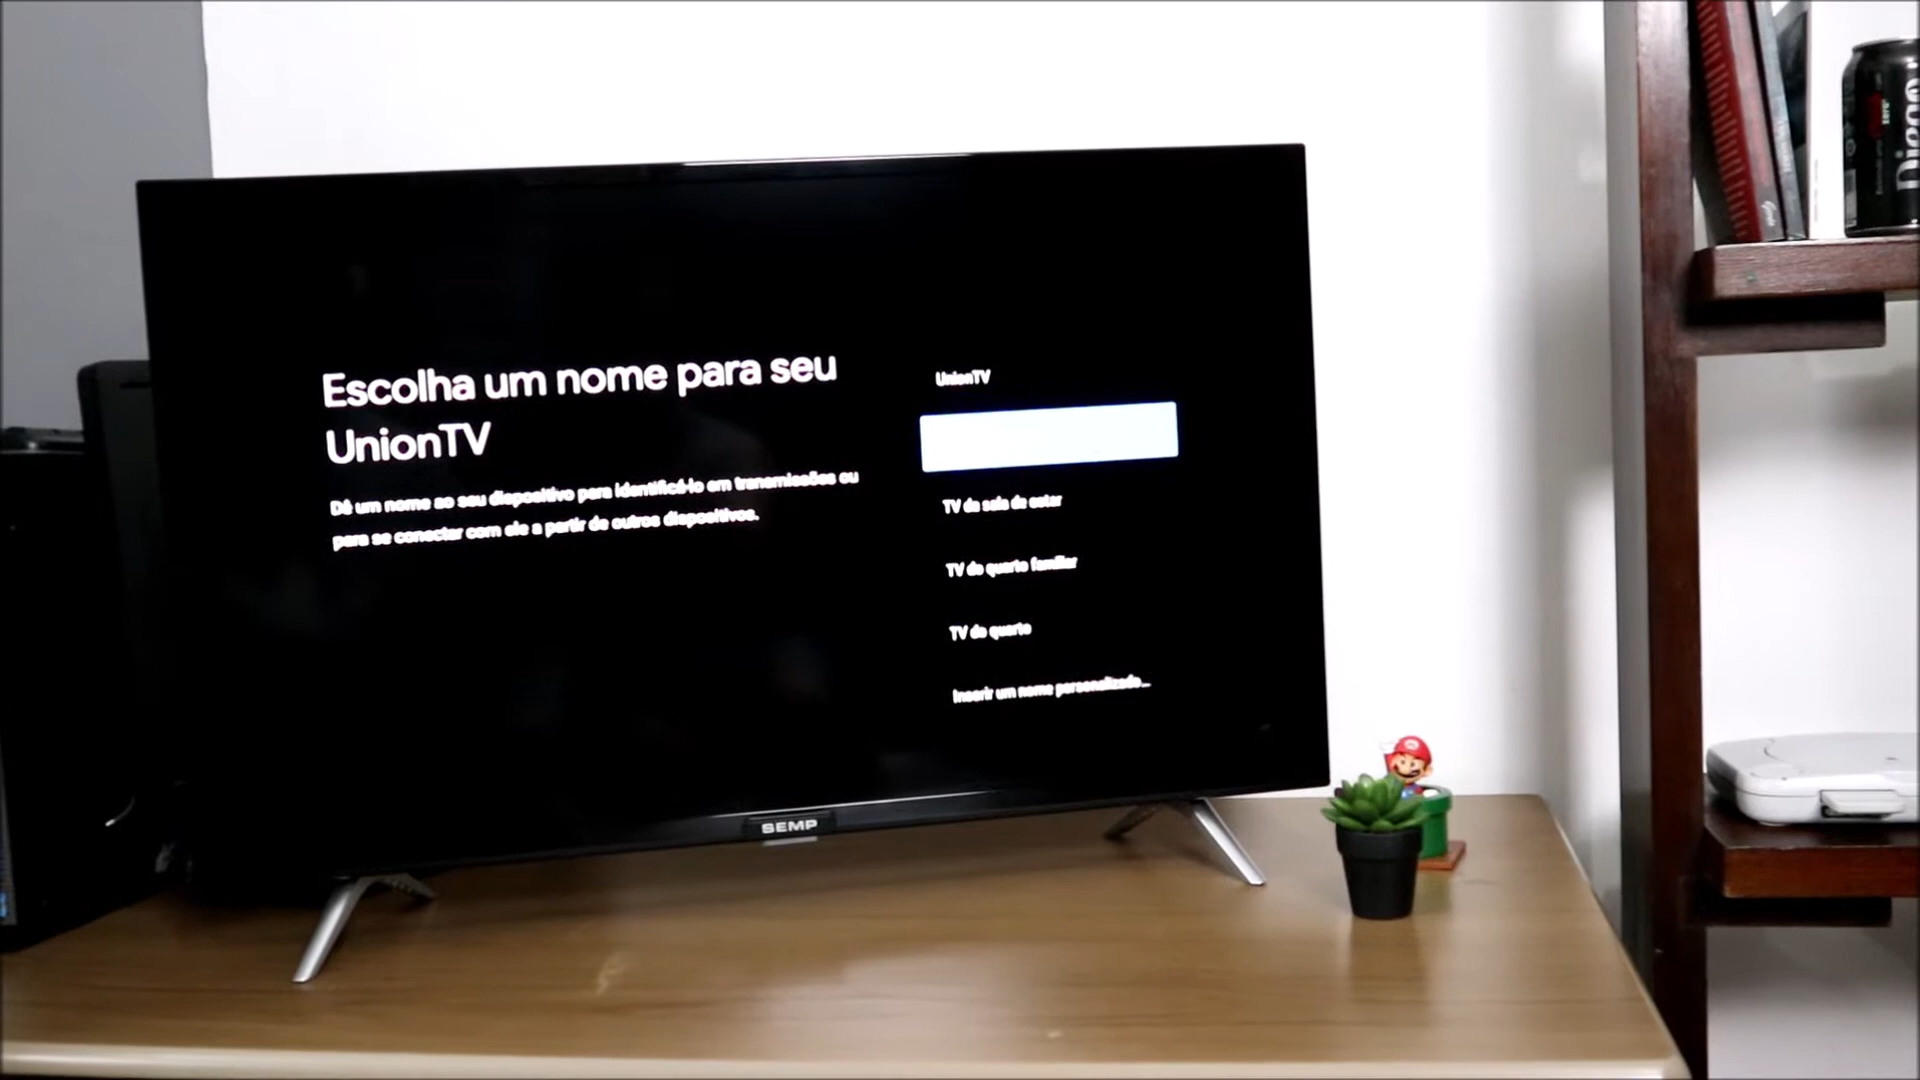 Escolha um nome para seu
UnionTV
Dê um nome ao seu dispositivo para identificá-lo em transmissões ou
para se conectar com ele a partir de outros dispositivos.
UnionTV
TV da sala de estar
TV do quarto familiar
TV do quarto
Inserir um nome personalizado...
SEMP
zero